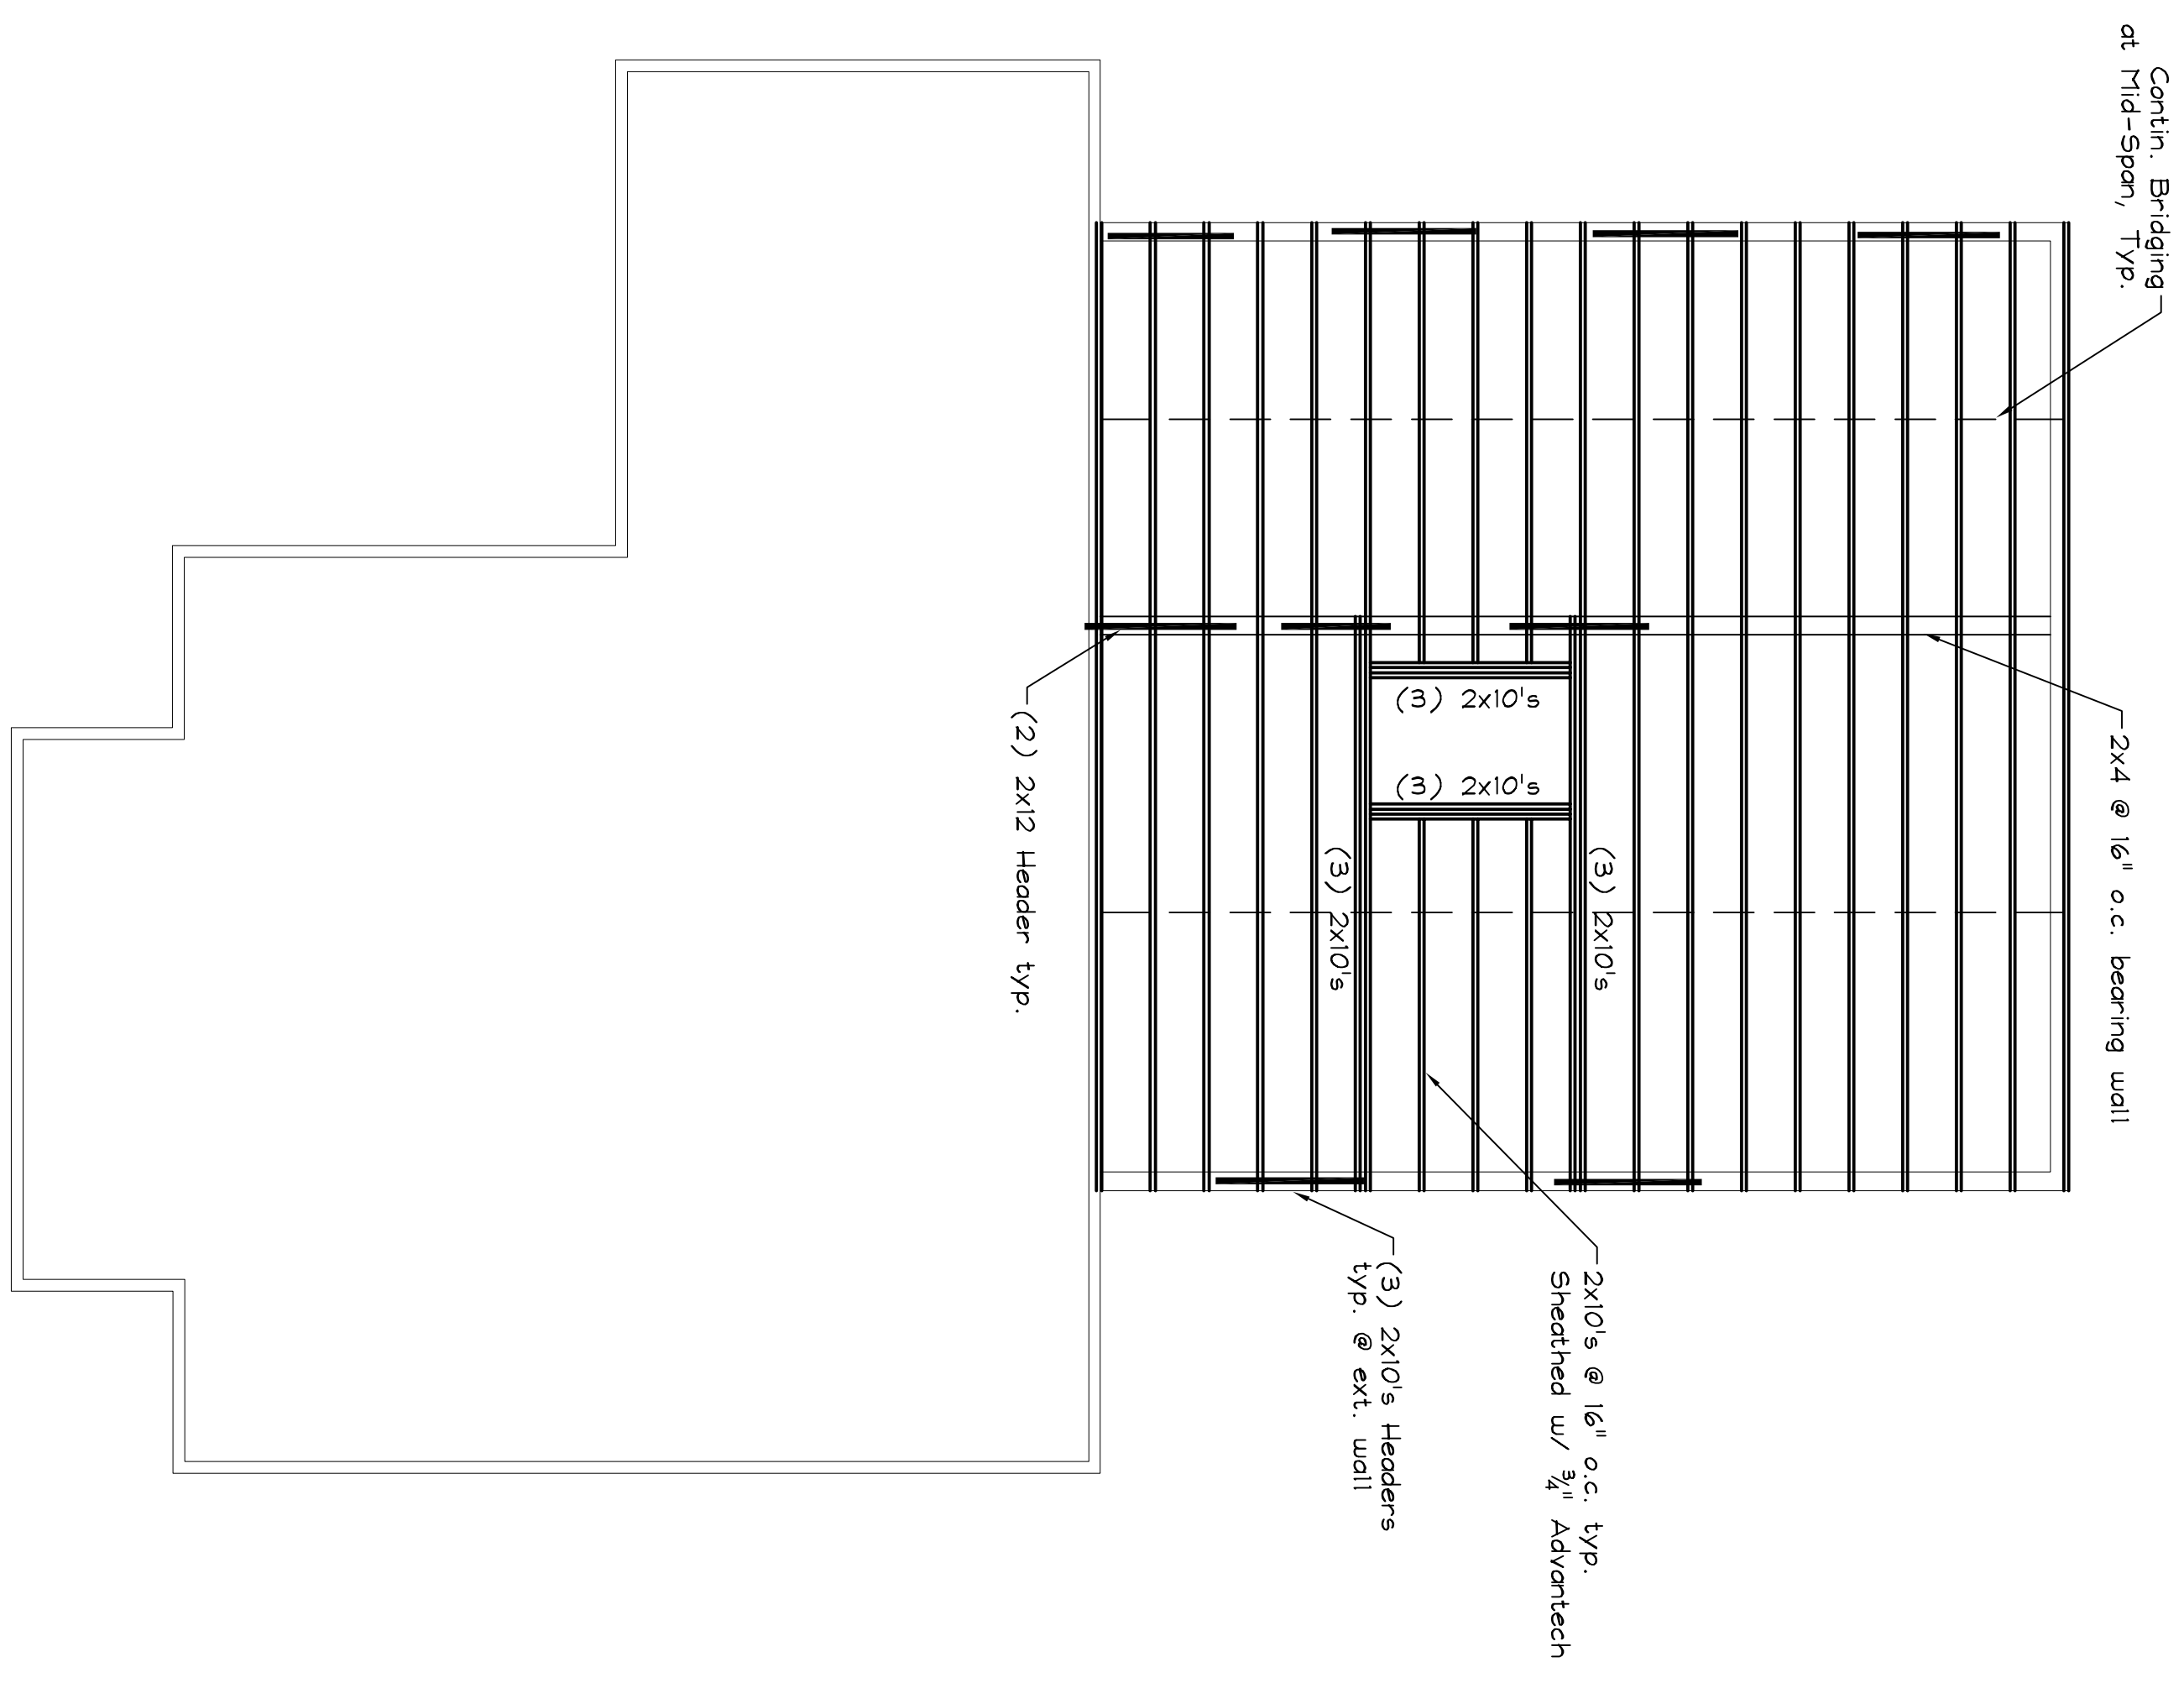 Contin. Bridging
at Mid-Span, Typ.
2x4 @ 16" o.c. bearing wall
(3) 2x10's
(3) 2x10's
(3) 2x10's
(3) 2x10's
(2) 2x12 Header typ.
2x10's @ 16" o.c. typ.
Sheathed w/ ¾" Advantech
(3) 2x10's Headers
typ. @ ext. wall